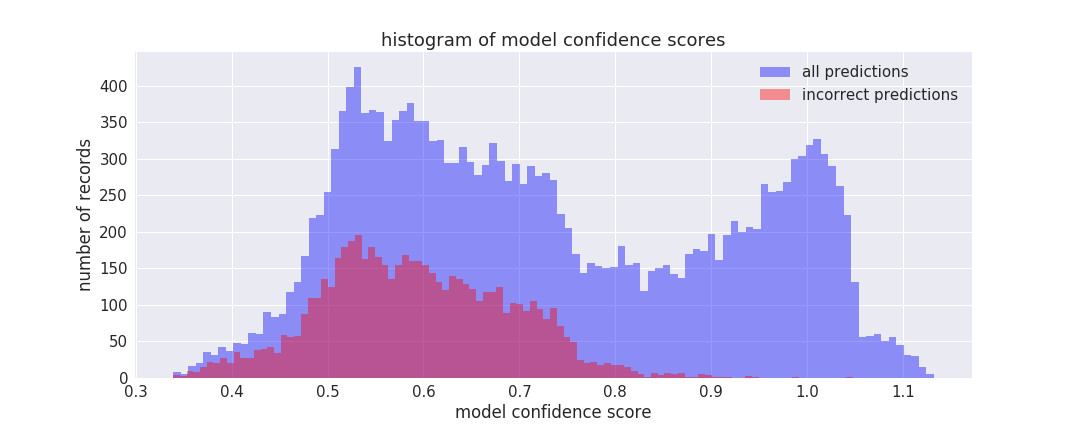 histogram of model confidence scores
all predictions
incorrect predictions
number of records
400
350
300
250
200
150
100
50
0
0.3 0.4 0.5 0.6 0.7 0.8 0.9 1.0 1.1
model confidence score